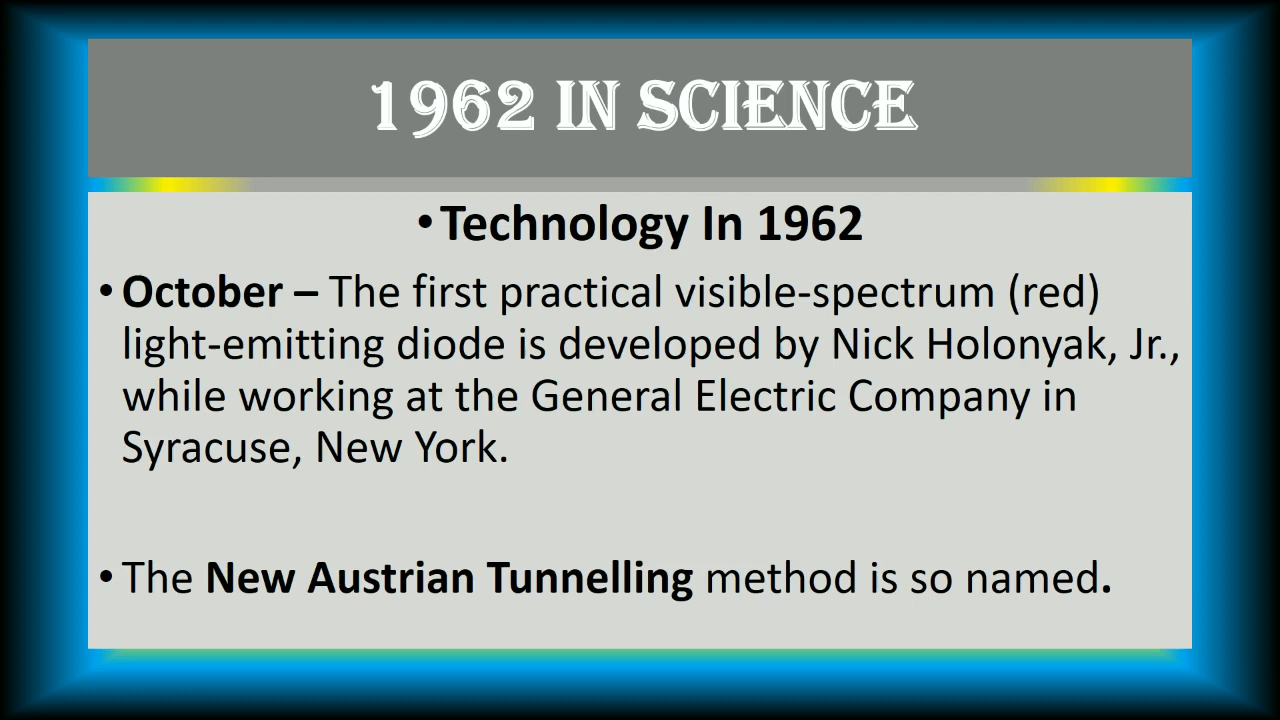 1962 IN SCIENCE
•Technology In 1962
• October – The first practical visible-spectrum (red)
light-emitting diode is developed by Nick Holonyak, Jr.,
while working at the General Electric Company in
Syracuse, New York.
• The New Austrian Tunnelling method is so named.